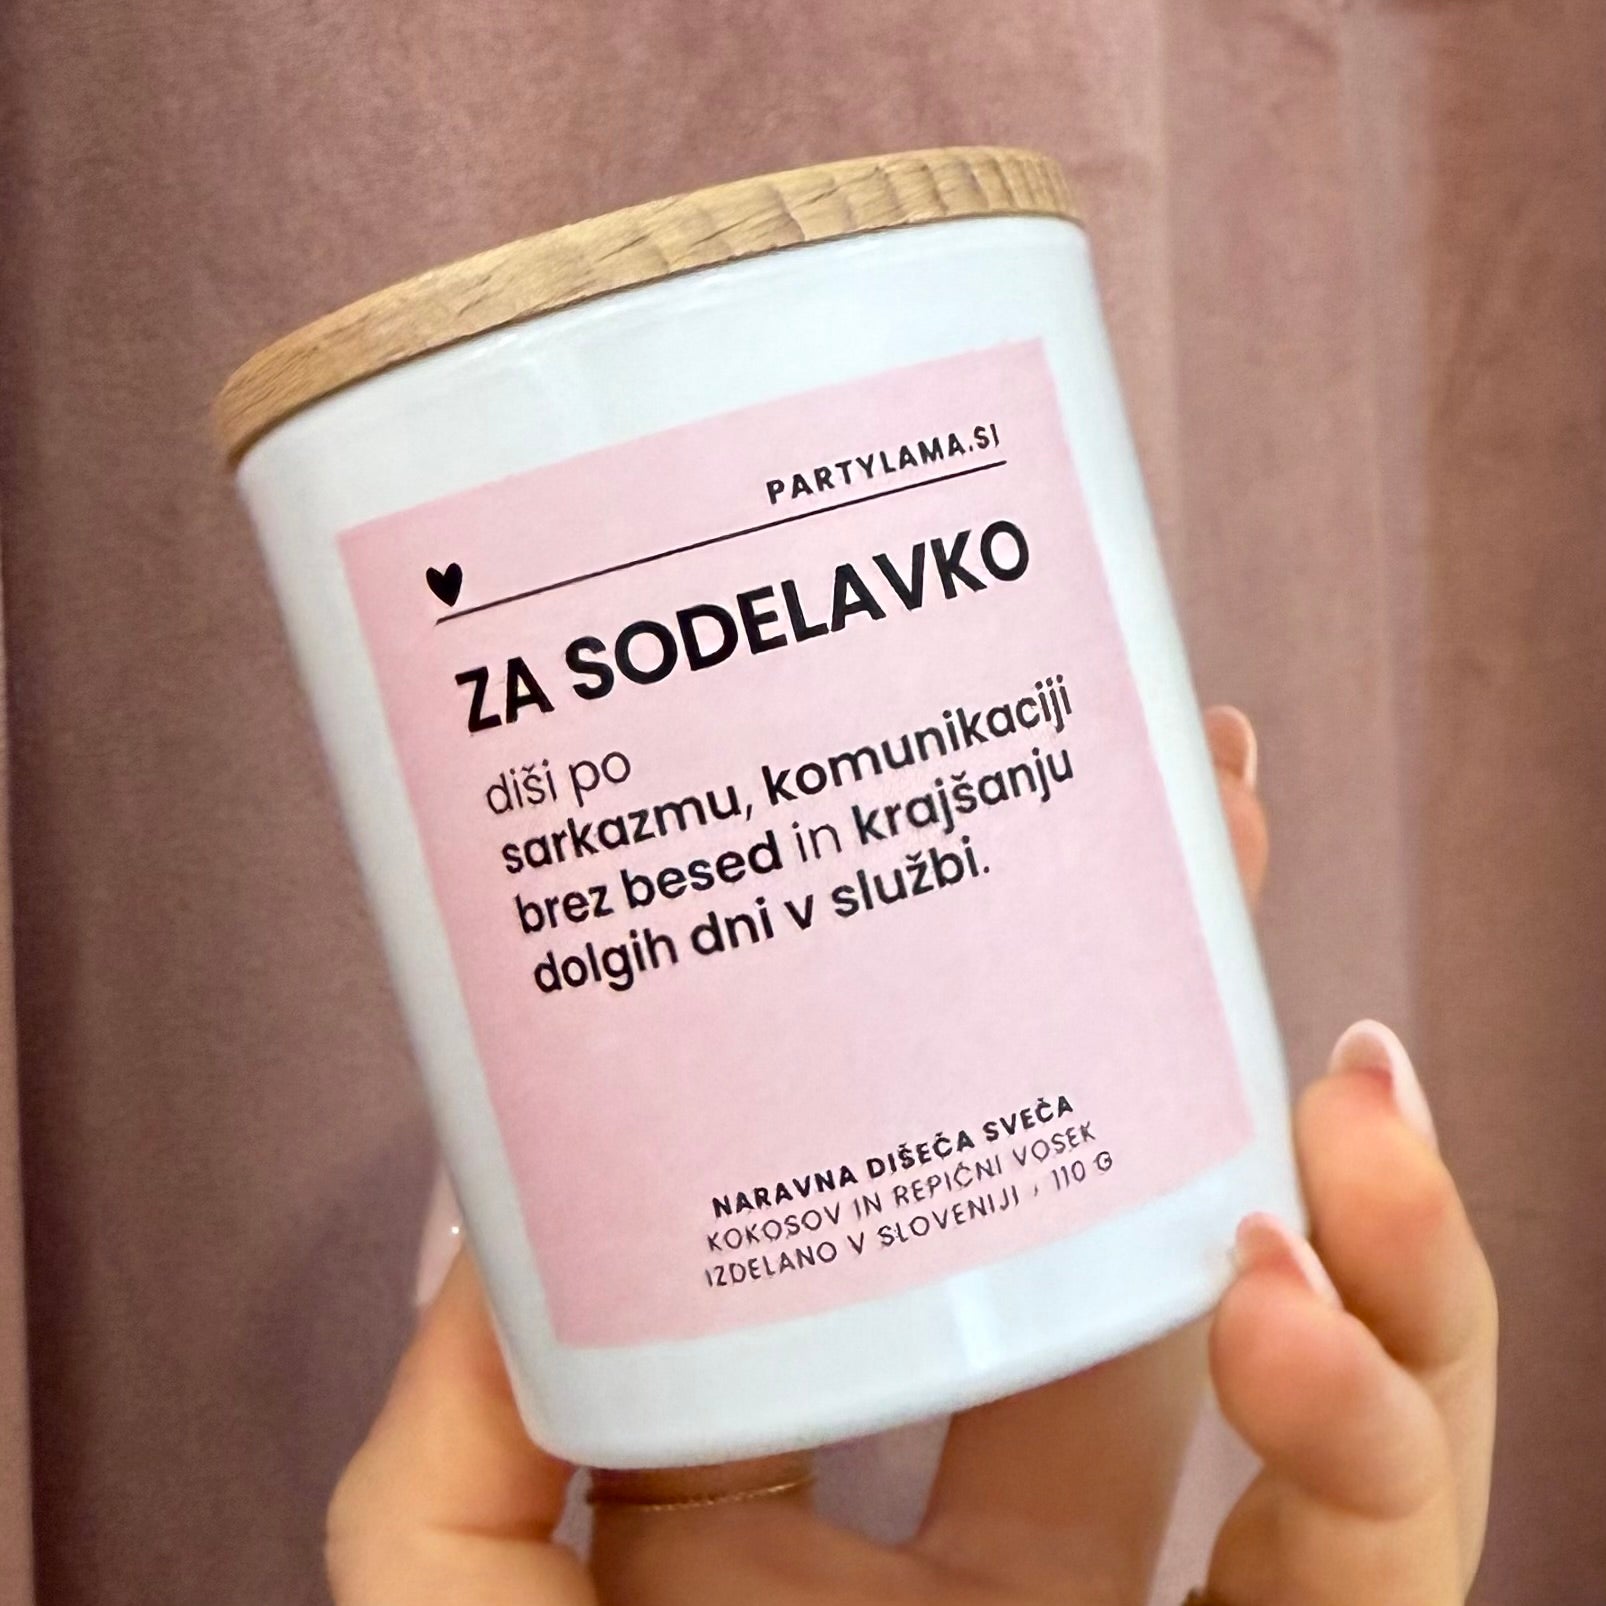 PARTYLAMA.SI
ZA SODELAVKO
diši po
sarkazmu, komunikaciji
brez besed in krajšanju
dolgih dni v službi.
NARAVNA DIŠEČA SVEČA
KOKOSOV IN REPIČNI VOSEK
IZDELANO V SLOVENIJI , 110 G